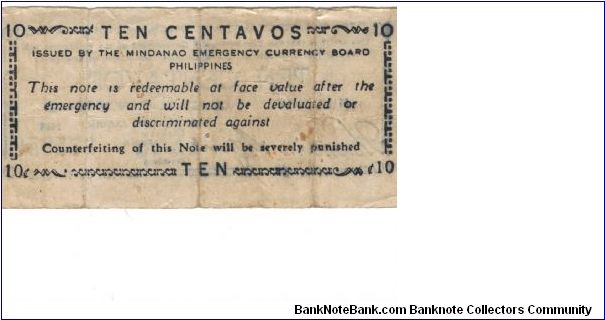 10 TEN CENTAVOS 10
ISSUED BY THE MINDANAO EMERGENCY CURRENCY BOARD
PHILIPPINES
This note is redeemable at face value after the
emergency and will not be devaluated or
discriminated against
Counterfeiting of this Note will be severely punished
10¢ TEN ¢10
BankNoteBank.com Banknote Collectors Community